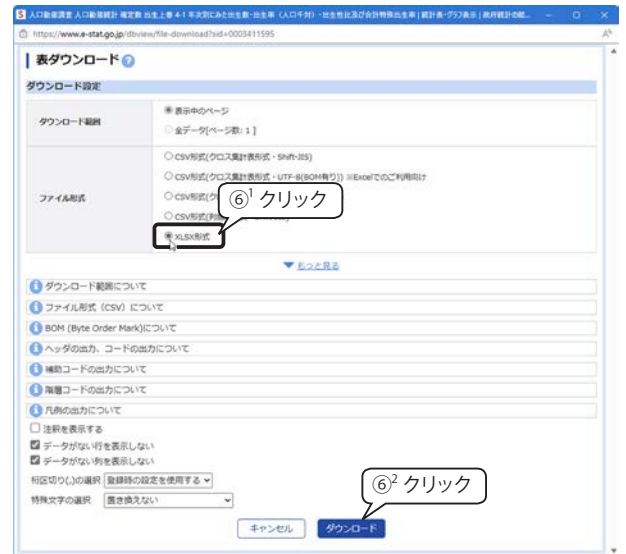 人口動態調査 人口動態統計 確定数 出生上巻 4-1 年次別にみた出生数・出生率(人口千対)・出生性比及び合計特殊出生率 | 統計表・グラフ表示 | 政府統計の総...
https://www.e-stat.go.jp/dbview/file-download?sid=0003411595
表ダウンロード
ダウンロード設定
ダウンロード範囲
表示中のページ
全データ[ページ数: 1 ]
ファイル形式
CSV形式(クロス集計表形式・Shift-JIS)
CSV形式(クロス集計表形式・UTF-8(BOM有り)) ※Excelでのご利用向け
CSV形式(ク
⑥1 クリック
CSV形式(列
XLSX形式
▼ もっと見る
ダウンロード範囲について
ファイル形式 (CSV) について
BOM (Byte Order Mark)について
ヘッダの出力、コードの出力について
補助コードの出力について
階層コードの出力について
凡例の出力について
注釈を表示する
データがない行を表示しない
データがない列を表示しない
桁区切り(,)の選択 登録時の設定を使用する
特殊文字の選択 置き換えない
⑥2 クリック
キャンセル ダウンロード